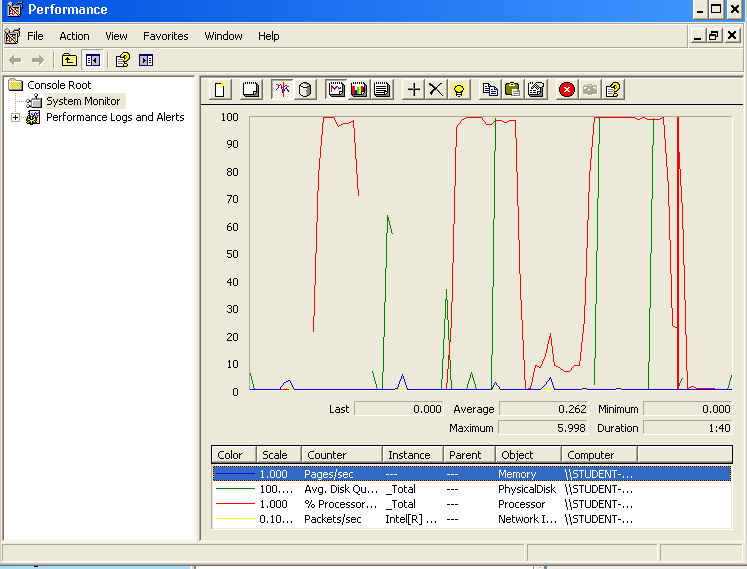 Performance
File Action View Favorites Window Help
Console Root
System Monitor
Performance Logs and Alerts
100
90
80
70
60
50
40
30
20
10
0
Last 0.000 Average 0.262 Minimum 0.000
Maximum 5.998 Duration 1:40
Color Scale Counter Instance Parent Object Computer
1.000 Pages/sec --- --- Memory \\STUDENT-...
100.... Avg. Disk Qu... _Total --- PhysicalDisk \\STUDENT-...
1.000 % Processor... _Total --- Processor \\STUDENT-...
0.10... Packets/sec Intel[R] ... --- Network I... \\STUDENT-...